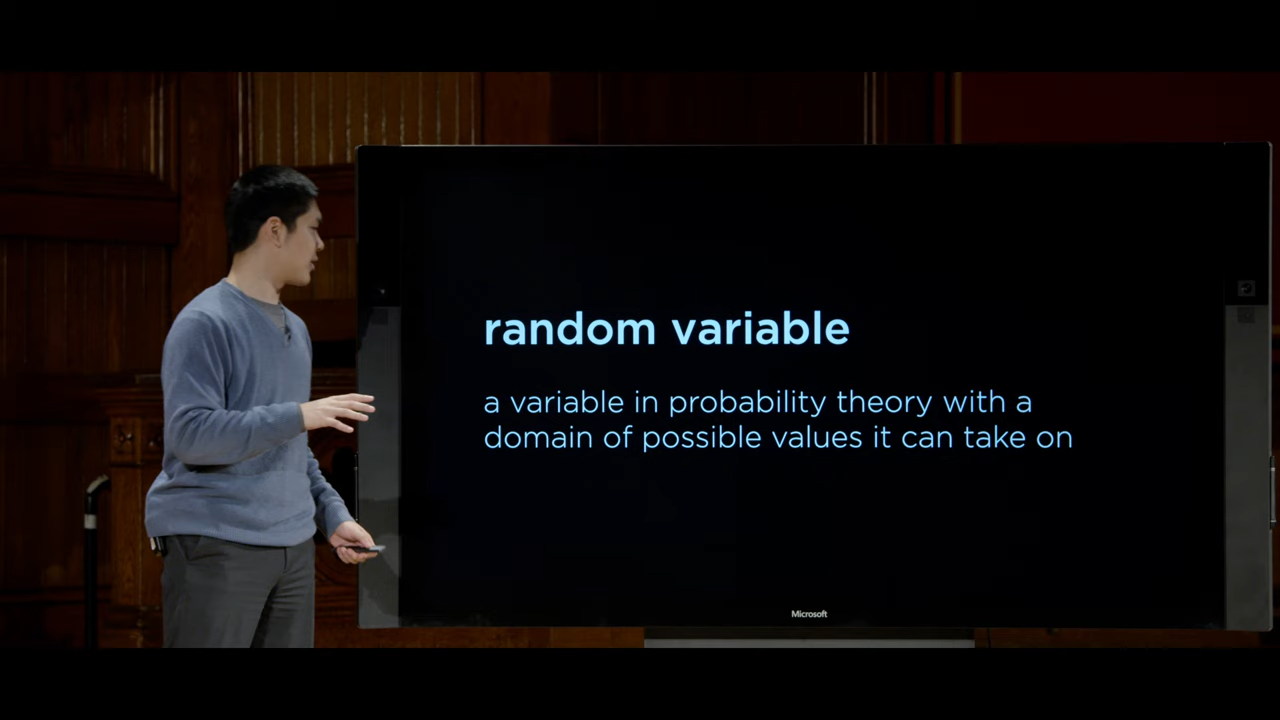 random variable
a variable in probability theory with a
domain of possible values it can take on
Microsoft